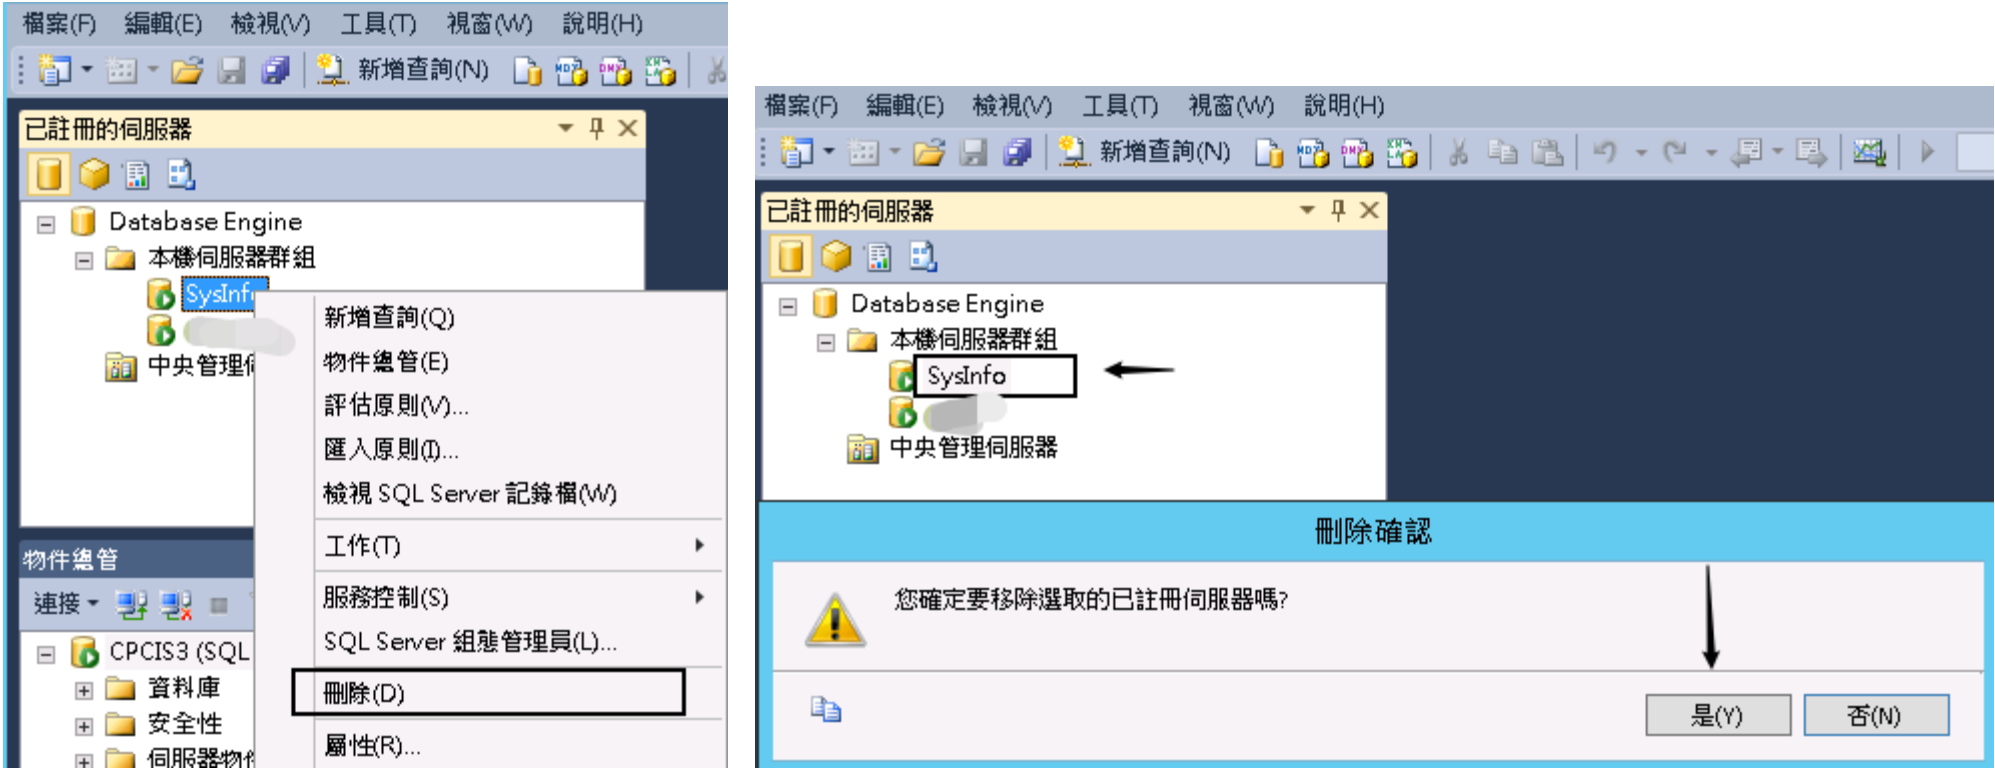 檔案(F) 編輯(E) 檢視(V) 工具(T) 視窗(W) 說明(H)
新增查詢(N)
已註冊的伺服器
Database Engine
本機伺服器群組
SysInfo
中央管理伺
新增查詢(Q)
物件總管(E)
評估原則(V)...
匯入原則(I)...
檢視 SQL Server 記錄檔(W)
工作(T)
服務控制(S)
SQL Server 組態管理員(L)...
刪除(D)
屬性(R)...
物件總管
連接
CPCIS3 (SQL
資料庫
安全性
伺服器物件
檔案(F) 編輯(E) 檢視(V) 工具(T) 視窗(W) 說明(H)
新增查詢(N)
已註冊的伺服器
Database Engine
本機伺服器群組
SysInfo
中央管理伺服器
刪除確認
您確定要移除選取的已註冊伺服器嗎?
是(Y) 否(N)